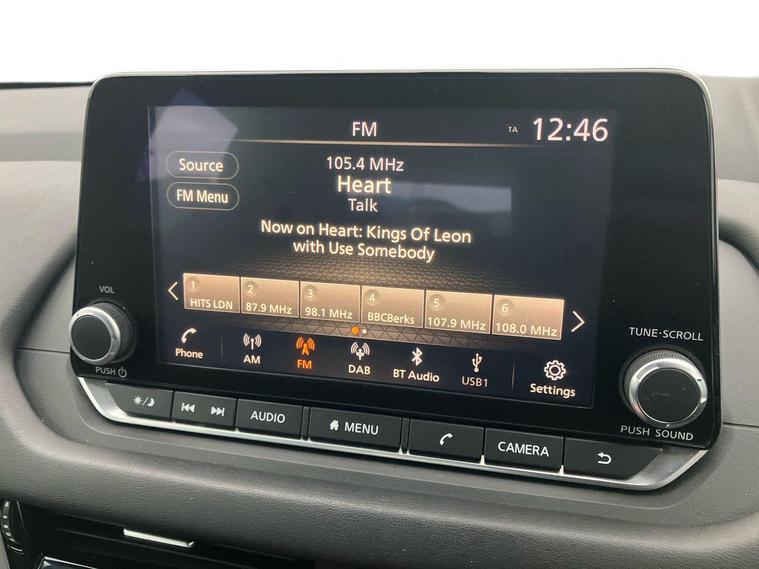 FM
TA
12:46
Source
105.4 MHz
Heart
FM Menu
Talk
Now on Heart: Kings Of Leon
with Use Somebody
1
HITS LDN
2
87.9 MHz
3
98.1 MHz
4
BBCBerks
5
107.9 MHz
6
108.0 MHz
Phone
AM
FM
DAB
BT Audio
USB1
Settings
VOL
PUSH
TUNE·SCROLL
PUSH SOUND
AUDIO
MENU
CAMERA